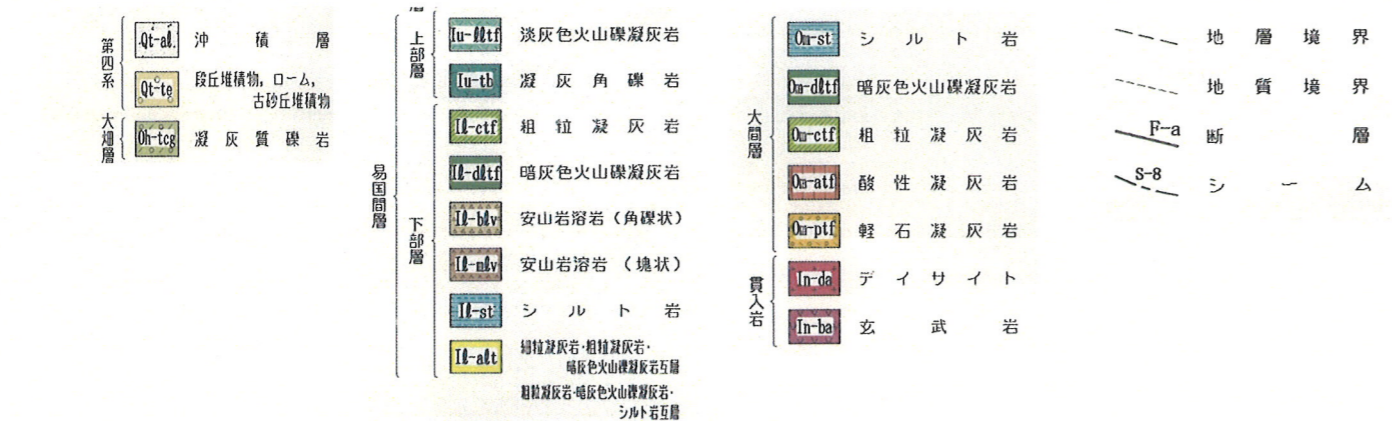 第四系
Qt-al 沖積層
Qt-te 段丘堆積物，ローム，
古砂丘堆積物
大畑層
Oh-tcg 凝灰質礫岩
易国間層
上部層
Iu-lltf 淡灰色火山礫凝灰岩
Iu-tb 凝灰角礫岩
下部層
Il-ctf 粗粒凝灰岩
Il-dltf 暗灰色火山礫凝灰岩
Il-blv 安山岩溶岩（角礫状）
Il-mlv 安山岩溶岩（塊状）
Il-st シルト岩
Il-alt 細粒凝灰岩・粗粒凝灰岩・
暗灰色火山礫凝灰岩互層
粗粒凝灰岩・暗灰色火山礫凝灰岩・
シルト岩互層
大間層
Om-st シルト岩
Om-dltf 暗灰色火山礫凝灰岩
Om-ctf 粗粒凝灰岩
Om-atf 酸性凝灰岩
Om-ptf 軽石凝灰岩
貫入岩
In-da デイサイト
In-ba 玄武岩
地層境界
地質境界
F-a 断層
S-8 シーム